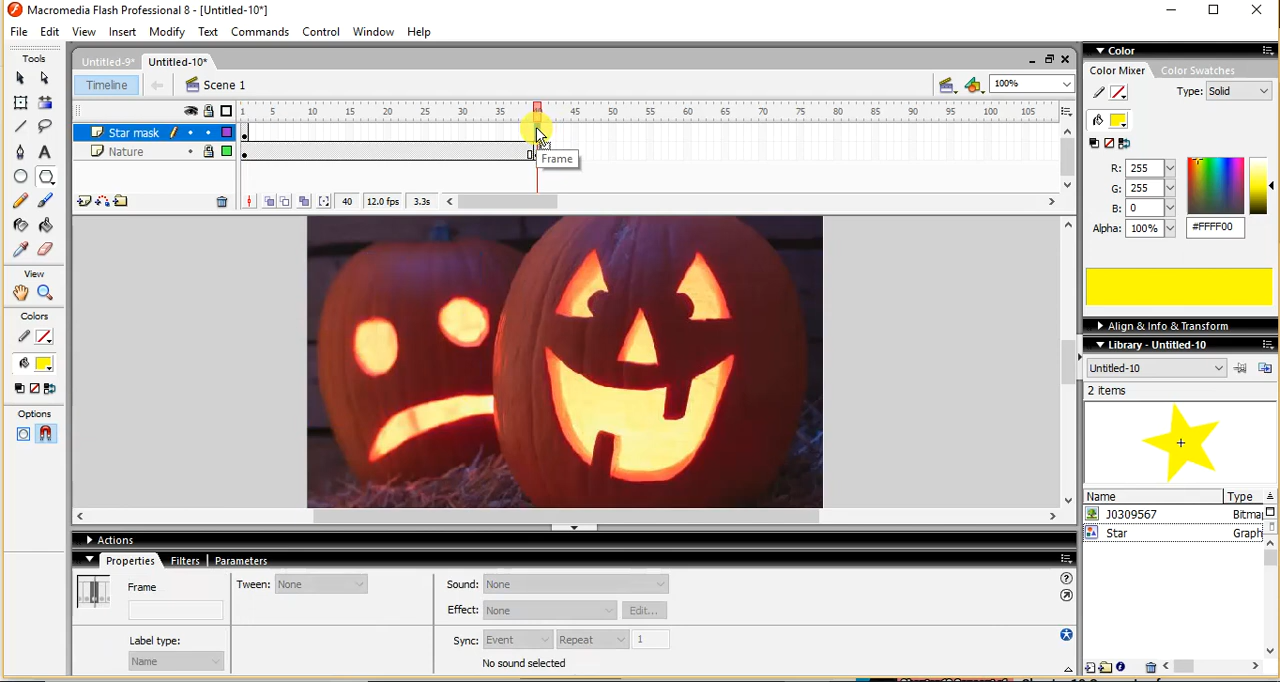 Macromedia Flash Professional 8 - [Untitled-10*]
File Edit View Insert Modify Text Commands Control Window Help
Tools
Untitled-9* Untitled-10*
Timeline Scene 1 100%
1 5 10 15 20 25 30 35 40 45 50 55 60 65 70 75 80 85 90 95 100 105
Star mask
Nature
Frame
40 12.0 fps 3.3s
View
Colors
Options
Color
Color Mixer Color Swatches
Type: Solid
R: 255
G: 255
B: 0
Alpha: 100% #FFFF00
Align & Info & Transform
Library - Untitled-10
Untitled-10
2 items
Name Type
J0309567 Bitmap
Star Graph
Actions
Properties Filters Parameters
Frame
Tween: None
Label type:
Name
Sound: None
Effect: None Edit...
Sync: Event Repeat 1
No sound selected